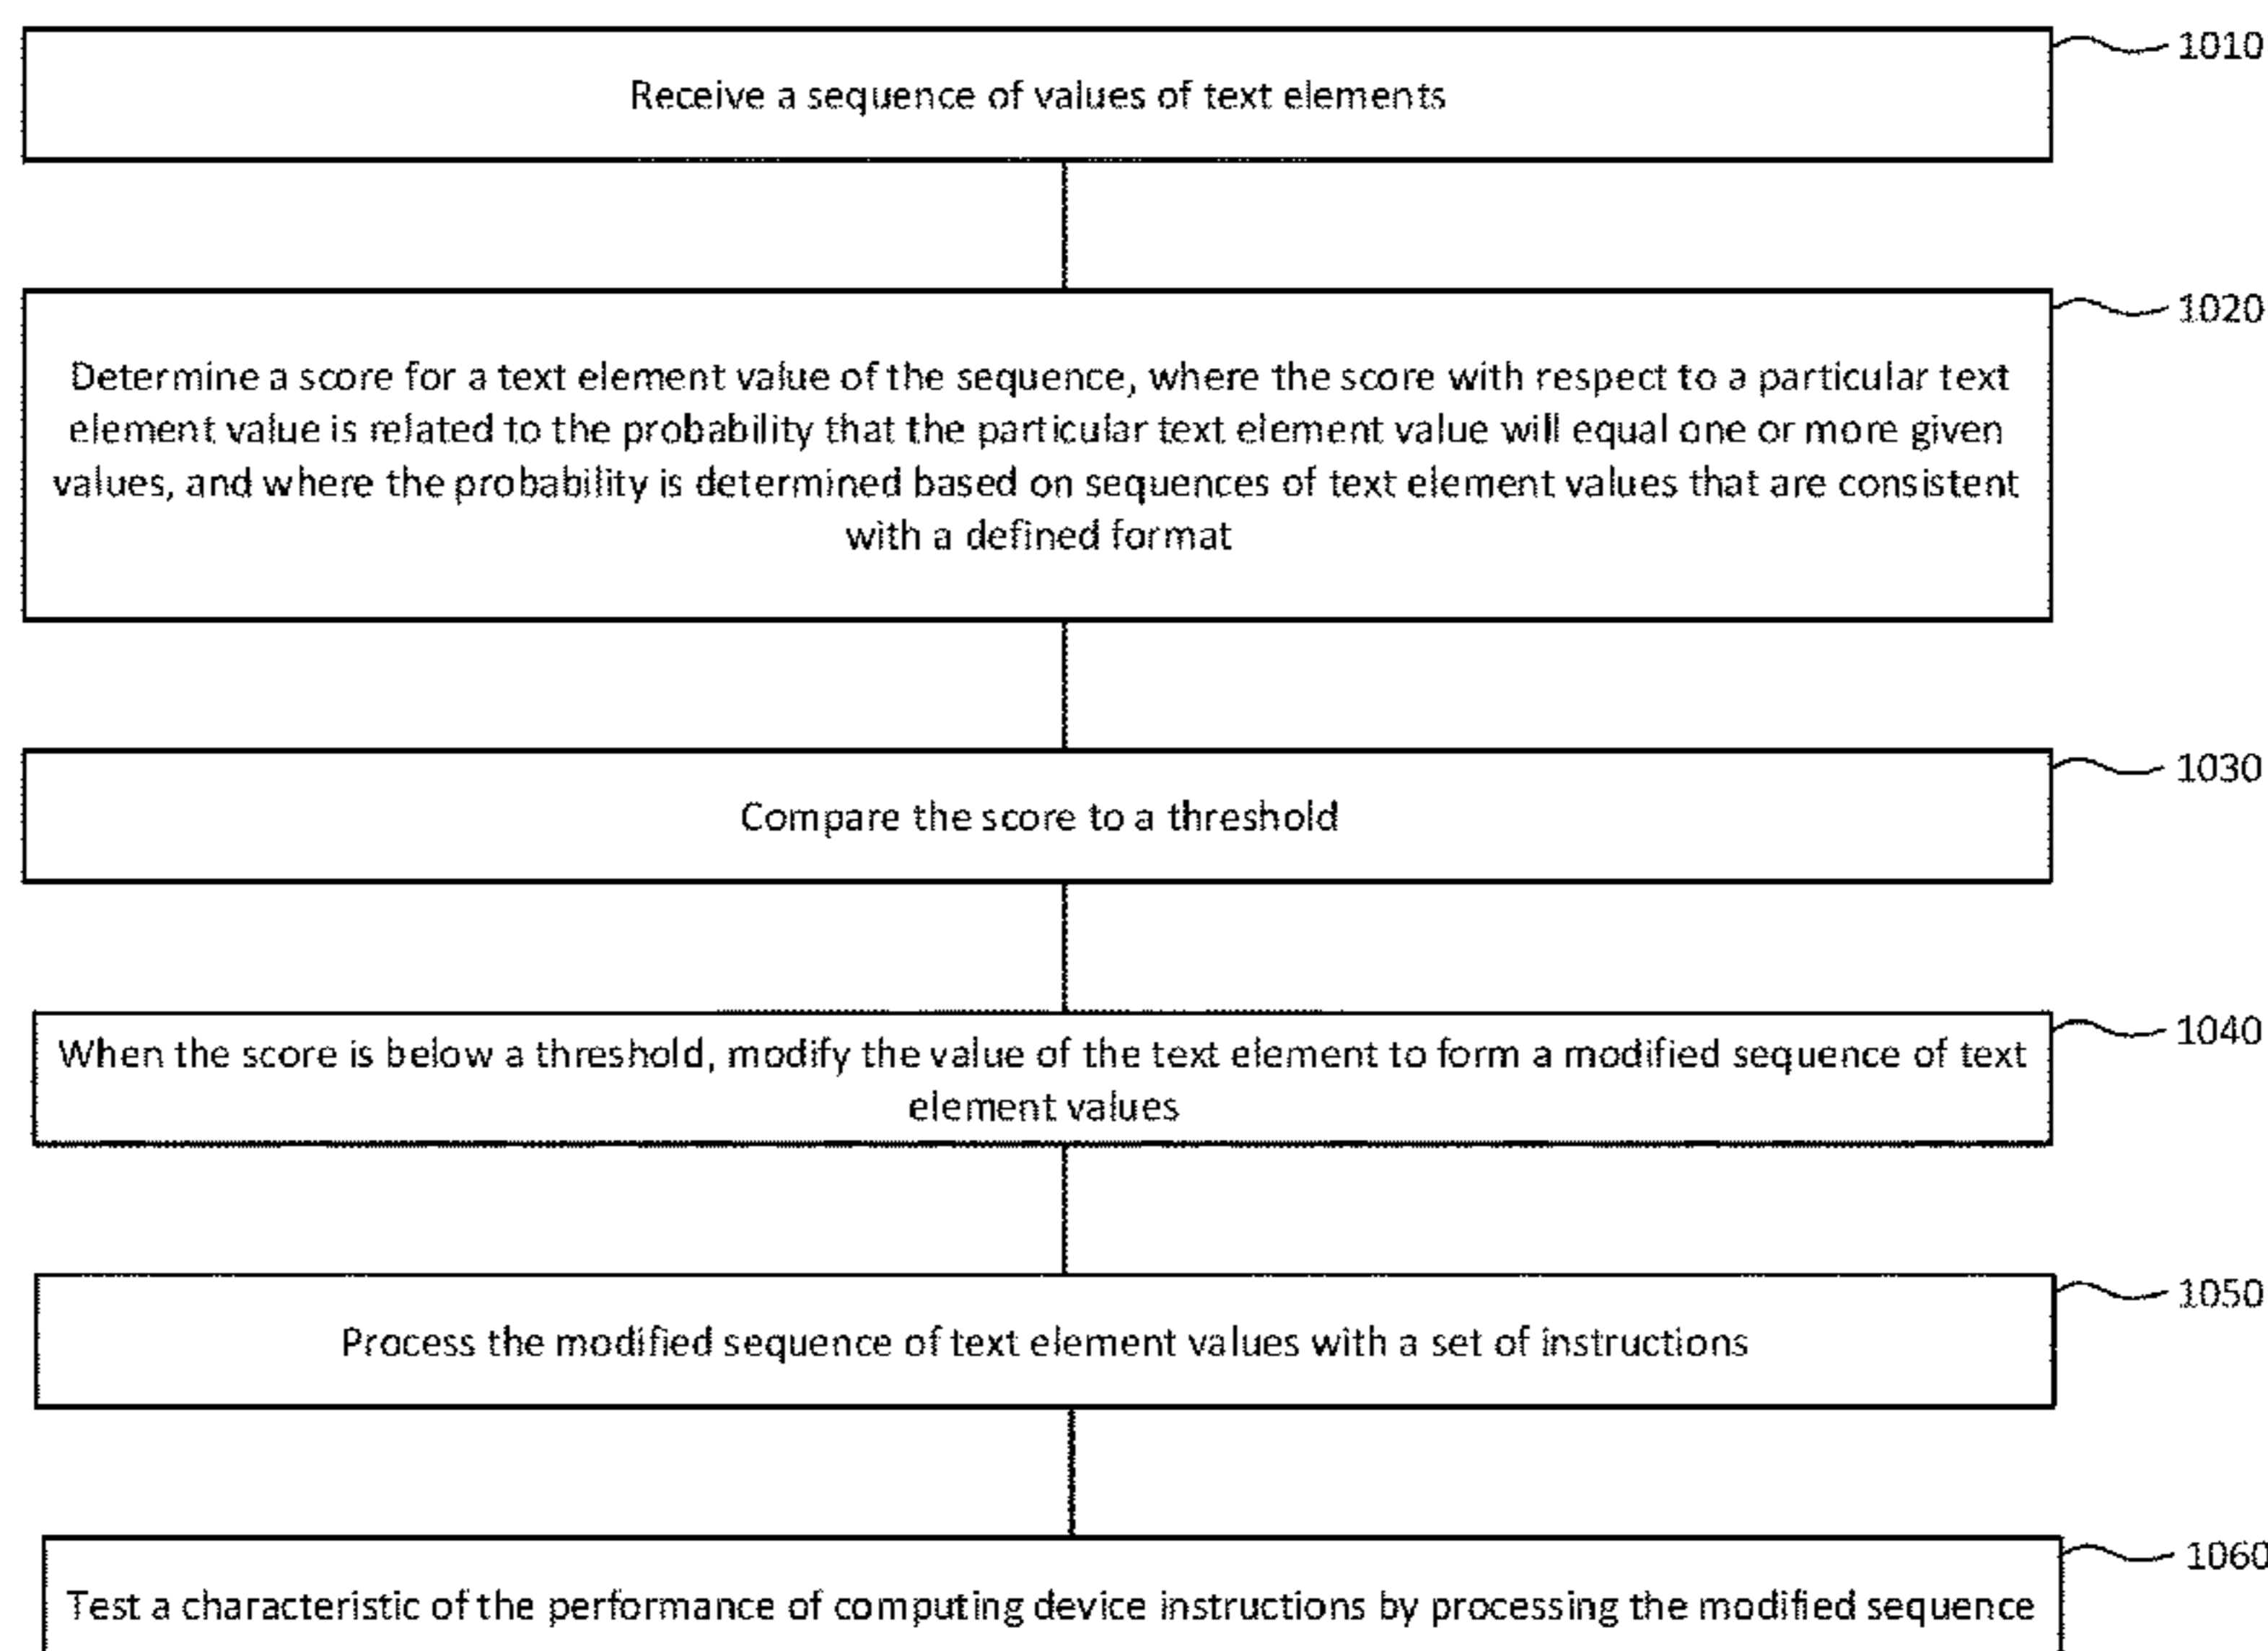 1010
Receive a sequence of values of text elements
1020
Determine a score for a text element value of the sequence, where the score with respect to a particular text
element value is related to the probability that the particular text element value will equal one or more given
values, and where the probability is determined based on sequences of text element values that are consistent
with a defined format
1030
Compare the score to a threshold
1040
When the score is below a threshold, modify the value of the text element to form a modified sequence of text
element values
1050
Process the modified sequence of text element values with a set of instructions
1060
Test a characteristic of the performance of computing device instructions by processing the modified sequence